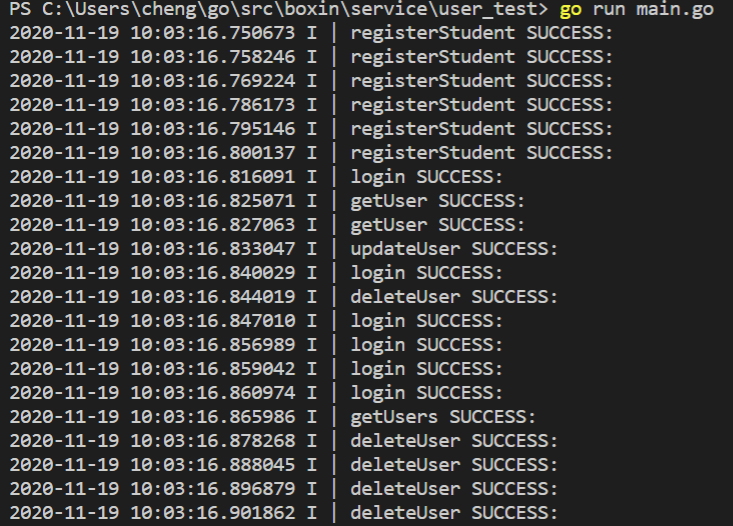 PS C:\Users\cheng\go\src\boxin\service\user_test> go run main.go
2020-11-19 10:03:16.750673 I | registerStudent SUCCESS:
2020-11-19 10:03:16.758246 I | registerStudent SUCCESS:
2020-11-19 10:03:16.769224 I | registerStudent SUCCESS:
2020-11-19 10:03:16.786173 I | registerStudent SUCCESS:
2020-11-19 10:03:16.795146 I | registerStudent SUCCESS:
2020-11-19 10:03:16.800137 I | registerStudent SUCCESS:
2020-11-19 10:03:16.816091 I | login SUCCESS:
2020-11-19 10:03:16.825071 I | getUser SUCCESS:
2020-11-19 10:03:16.827063 I | getUser SUCCESS:
2020-11-19 10:03:16.833047 I | updateUser SUCCESS:
2020-11-19 10:03:16.840029 I | login SUCCESS:
2020-11-19 10:03:16.844019 I | deleteUser SUCCESS:
2020-11-19 10:03:16.847010 I | login SUCCESS:
2020-11-19 10:03:16.856989 I | login SUCCESS:
2020-11-19 10:03:16.859042 I | login SUCCESS:
2020-11-19 10:03:16.860974 I | login SUCCESS:
2020-11-19 10:03:16.865986 I | getUsers SUCCESS:
2020-11-19 10:03:16.878268 I | deleteUser SUCCESS:
2020-11-19 10:03:16.888045 I | deleteUser SUCCESS:
2020-11-19 10:03:16.896879 I | deleteUser SUCCESS:
2020-11-19 10:03:16.901862 I | deleteUser SUCCESS: